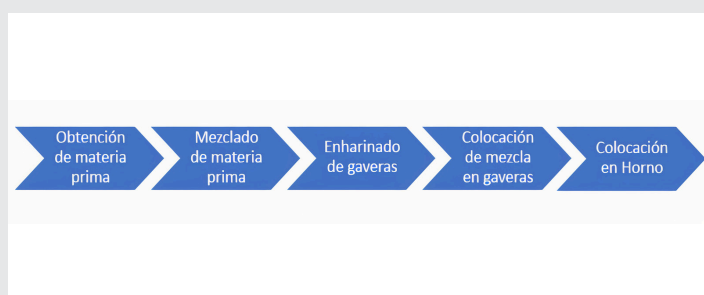 Obtención
de materia
prima
Mezclado
de materia
prima
Enharinado
de gaveras
Colocación
de mezcla
en gaveras
Colocación
en Horno